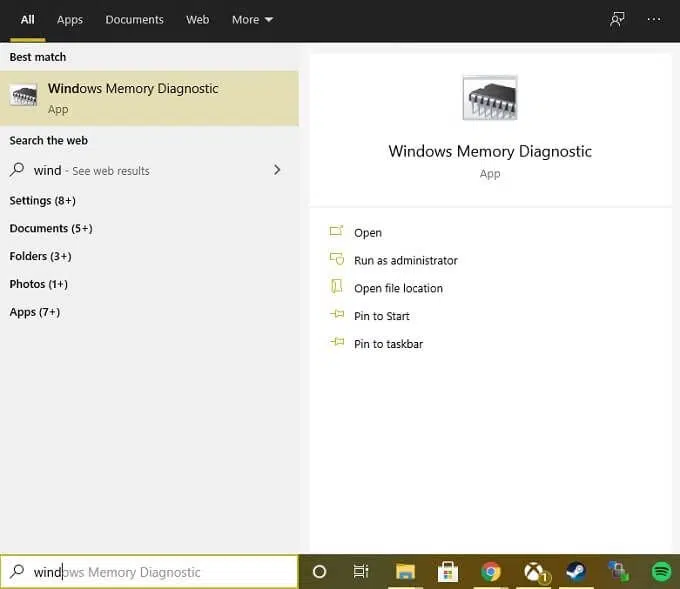 All Apps Documents Web More
Best match
Windows Memory Diagnostic
App
Search the web
wind - See web results
Settings (8+)
Documents (5+)
Folders (3+)
Photos (1+)
Apps (7+)
Windows Memory Diagnostic
App
Open
Run as administrator
Open file location
Pin to Start
Pin to taskbar
windows Memory Diagnostic
1